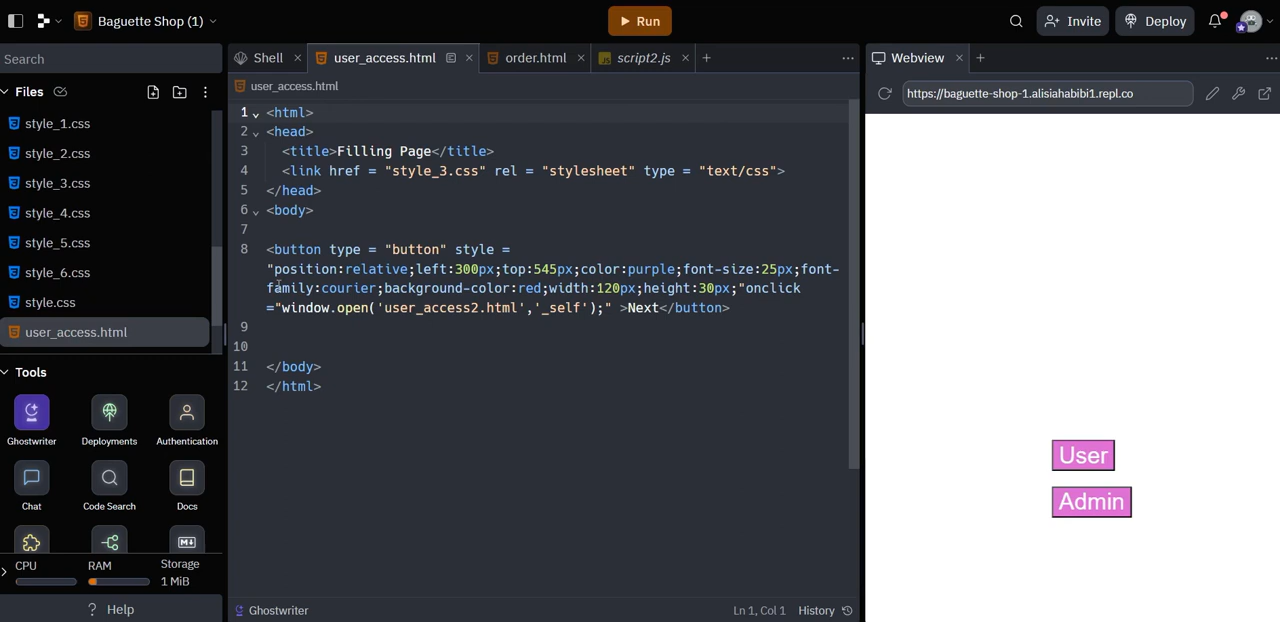 Baguette Shop (1)
Run
Invite
Deploy
Search
Shell
user_access.html
order.html
script2.js
Webview
Files
user_access.html
https://baguette-shop-1.alisiahabibi1.repl.co
style_1.css
style_2.css
style_3.css
style_4.css
style_5.css
style_6.css
style.css
user_access.html
1 <html>
2 <head>
3 <title>Filling Page</title>
4 <link href = "style_3.css" rel = "stylesheet" type = "text/css">
5 </head>
6 <body>
7
8 <button type = "button" style =
"position:relative;left:300px;top:545px;color:purple;font-size:25px;font-
family:courier;background-color:red;width:120px;height:30px;"onclick
="window.open('user_access2.html','_self');" >Next</button>
9
10
11 </body>
12 </html>
User
Admin
Tools
Ghostwriter
Deployments
Authentication
Chat
Code Search
Docs
CPU
RAM
Storage
1 MiB
? Help
Ghostwriter
Ln 1, Col 1
History